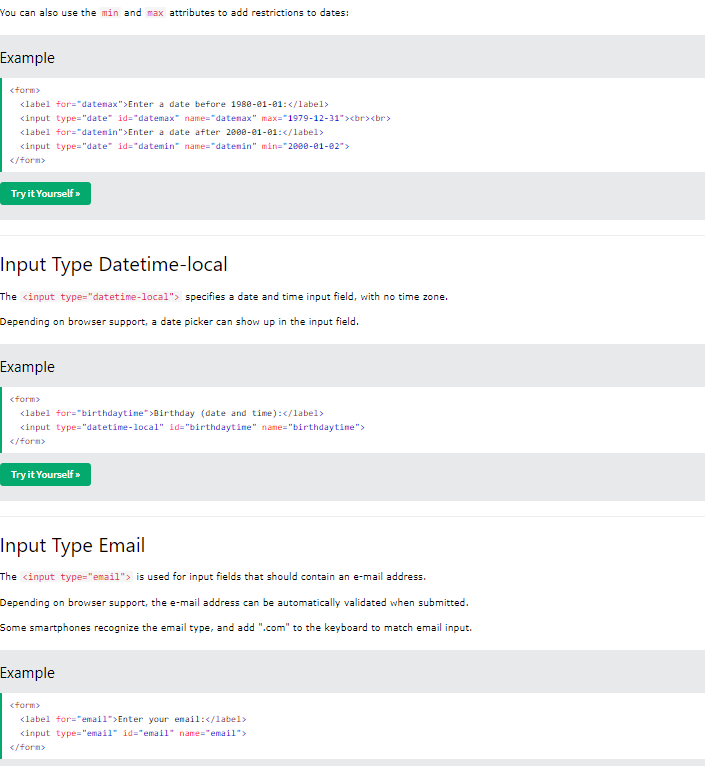 You can also use the min and max attributes to add restrictions to dates:
Example
<form>
<label for="datemax">Enter a date before 1980-01-01:</label>
<input type="date" id="datemax" name="datemax" max="1979-12-31"><br><br>
<label for="datemin">Enter a date after 2000-01-01:</label>
<input type="date" id="datemin" name="datemin" min="2000-01-02">
</form>
Try it Yourself »
Input Type Datetime-local
The <input type="datetime-local"> specifies a date and time input field, with no time zone.
Depending on browser support, a date picker can show up in the input field.
Example
<form>
<label for="birthdaytime">Birthday (date and time):</label>
<input type="datetime-local" id="birthdaytime" name="birthdaytime">
</form>
Try it Yourself »
Input Type Email
The <input type="email"> is used for input fields that should contain an e-mail address.
Depending on browser support, the e-mail address can be automatically validated when submitted.
Some smartphones recognize the email type, and add ".com" to the keyboard to match email input.
Example
<form>
<label for="email">Enter your email:</label>
<input type="email" id="email" name="email">
</form>